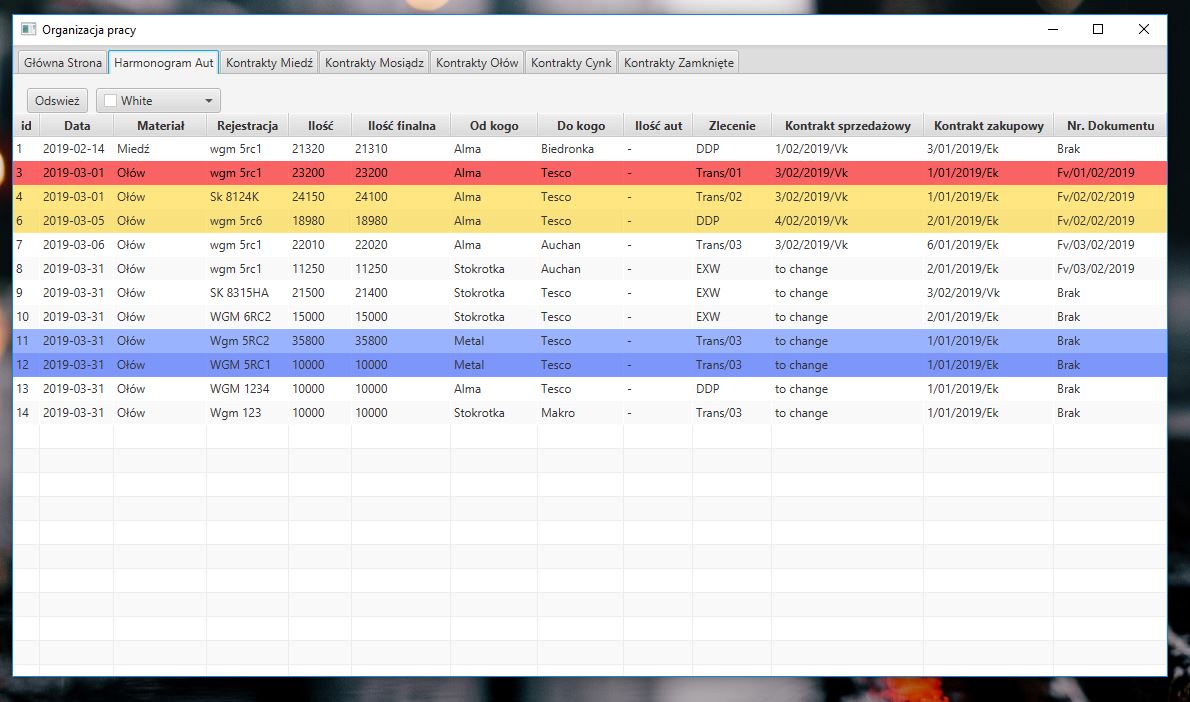 Organizacja pracy
Główna Strona Harmonogram Aut Kontrakty Miedź Kontrakty Mosiądz Kontrakty Ołów Kontrakty Cynk Kontrakty Zamknięte
Odswież White
id Data Materiał Rejestracja Ilość Ilość finalna Od kogo Do kogo Ilość aut Zlecenie Kontrakt sprzedażowy Kontrakt zakupowy Nr. Dokumentu
1 2019-02-14 Miedź wgm 5rc1 21320 21310 Alma Biedronka - DDP 1/02/2019/Vk 3/01/2019/Ek Brak
3 2019-03-01 Ołów wgm 5rc1 23200 23200 Alma Tesco - Trans/01 3/02/2019/Vk 1/01/2019/Ek Fv/01/02/2019
4 2019-03-01 Ołów Sk 8124K 24150 24100 Alma Tesco - Trans/02 3/02/2019/Vk 1/01/2019/Ek Fv/02/02/2019
6 2019-03-05 Ołów wgm 5rc6 18980 18980 Alma Tesco - DDP 4/02/2019/Vk 2/01/2019/Ek Fv/02/02/2019
7 2019-03-06 Ołów wgm 5rc1 22010 22020 Alma Auchan - Trans/03 3/02/2019/Vk 6/01/2019/Ek Fv/03/02/2019
8 2019-03-31 Ołów wgm 5rc1 11250 11250 Stokrotka Auchan - EXW to change 2/01/2019/Ek Fv/03/02/2019
9 2019-03-31 Ołów SK 8315HA 21500 21400 Stokrotka Tesco - EXW to change 3/02/2019/Vk Brak
10 2019-03-31 Ołów WGM 6RC2 15000 15000 Stokrotka Tesco - EXW to change 2/01/2019/Ek Brak
11 2019-03-31 Ołów Wgm 5RC2 35800 35800 Metal Tesco - Trans/03 to change 1/01/2019/Ek Brak
12 2019-03-31 Ołów WGM 5RC1 10000 10000 Metal Tesco - Trans/03 to change 1/01/2019/Ek Brak
13 2019-03-31 Ołów WGM 1234 10000 10000 Alma Tesco - DDP to change 1/01/2019/Ek Brak
14 2019-03-31 Ołów Wgm 123 10000 10000 Stokrotka Makro - Trans/03 to change 1/01/2019/Ek Brak